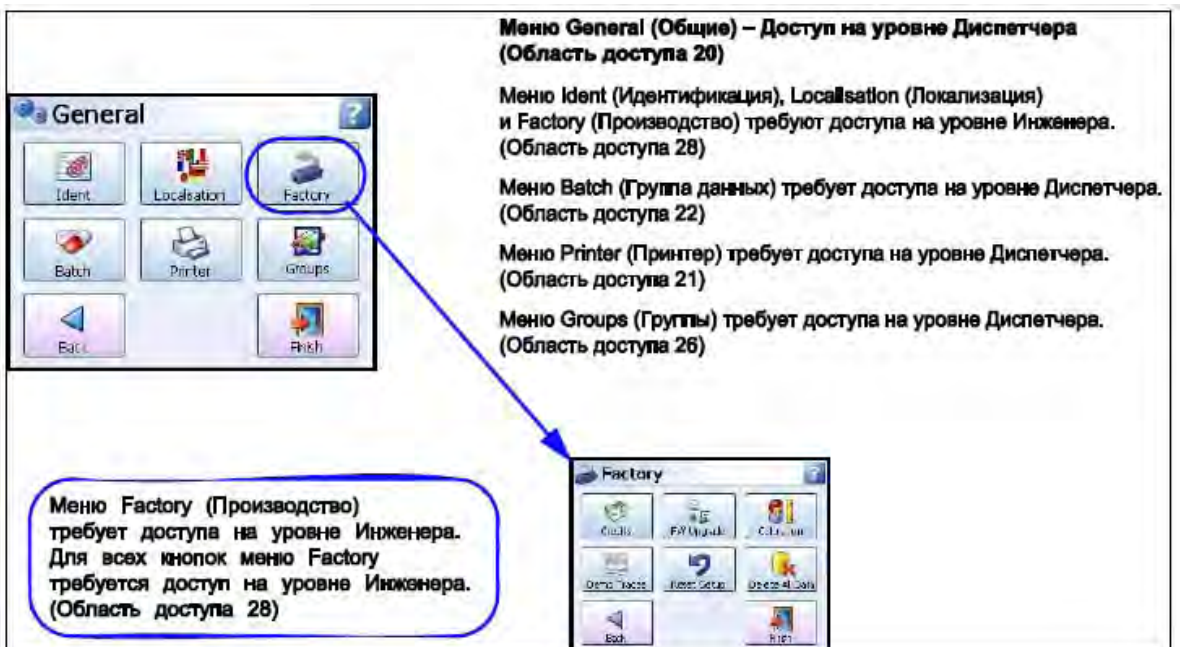 Меню General (Общие) – Доступ на уровне Диспетчера
(Область доступа 20)
Меню Ident (Идентификация), Localisation (Локализация)
и Factory (Производство) требуют доступа на уровне Инженера.
(Область доступа 28)
Меню Batch (Группа данных) требует доступа на уровне Диспетчера.
(Область доступа 22)
Меню Printer (Принтер) требует доступа на уровне Диспетчера.
(Область доступа 21)
Меню Groups (Группы) требует доступа на уровне Диспетчера.
(Область доступа 26)
General
?
Ident
Localisation
Factory
Batch
Printer
Groups
Back
Finish
Меню Factory (Производство)
требует доступа на уровне Инженера.
Для всех кнопок меню Factory
требуется доступ на уровне Инженера.
(Область доступа 28)
Factory
?
Credits
F/W Upgrade
Calibration
Demo Traces
Reset Setup
Delete All Data
Back
Finish